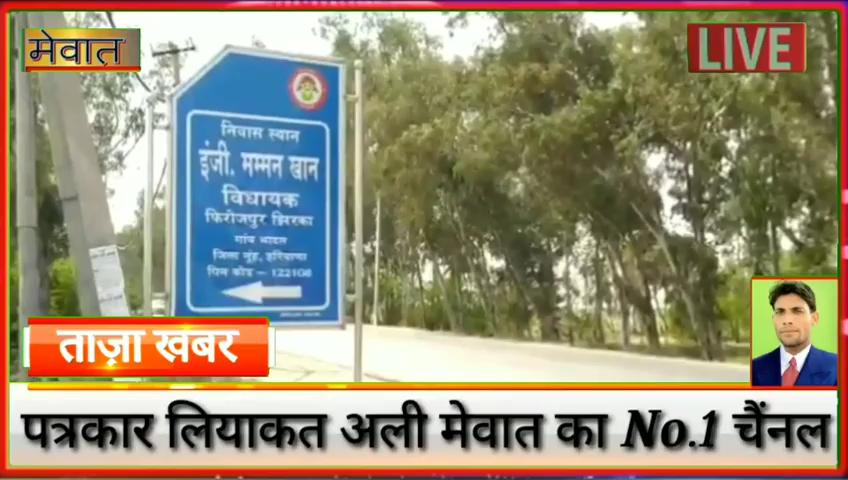 मेवात
LIVE
निवास स्थान
इंजी. मम्मन खान
विधायक
फिरोजपुर झिरका
गांव भादस
जिला नूंह, हरियाणा
पिन कोड - 122108
ताज़ा खबर
पत्रकार लियाकत अली मेवात का No.1 चैंनल